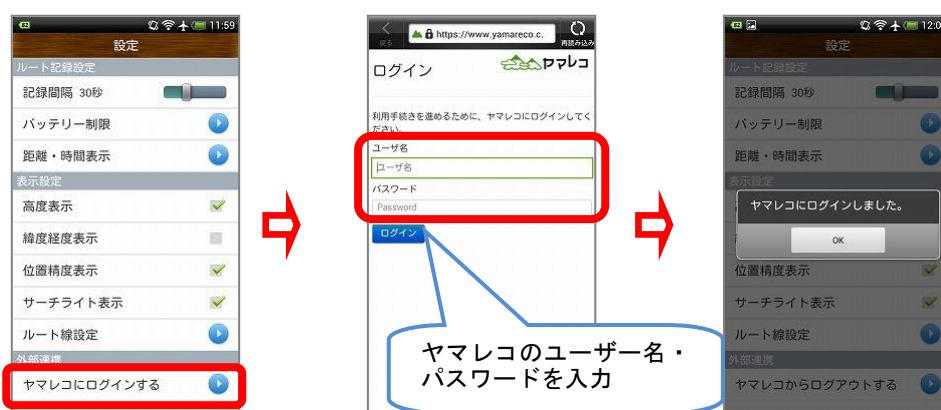 11:59
設定
ルート記録設定
記録間隔 30秒
バッテリー制限
距離・時間表示
表示設定
高度表示
緯度経度表示
位置精度表示
サーチライト表示
ルート線設定
外部連携
ヤマレコにログインする
戻る
https://www.yamareco.c.
再読み込み
ログイン
ヤマレコ
利用手続きを進めるために、ヤマレコにログインしてく
ださい。
ユーザ名
ユーザ名
パスワード
Password
ログイン
ヤマレコのユーザー名・
パスワードを入力
12:0
設定
ルート記録設定
記録間隔 30秒
バッテリー制限
距離・時間表示
表示設定
ヤマレコにログインしました。
OK
位置精度表示
サーチライト表示
ルート線設定
外部連携
ヤマレコからログアウトする